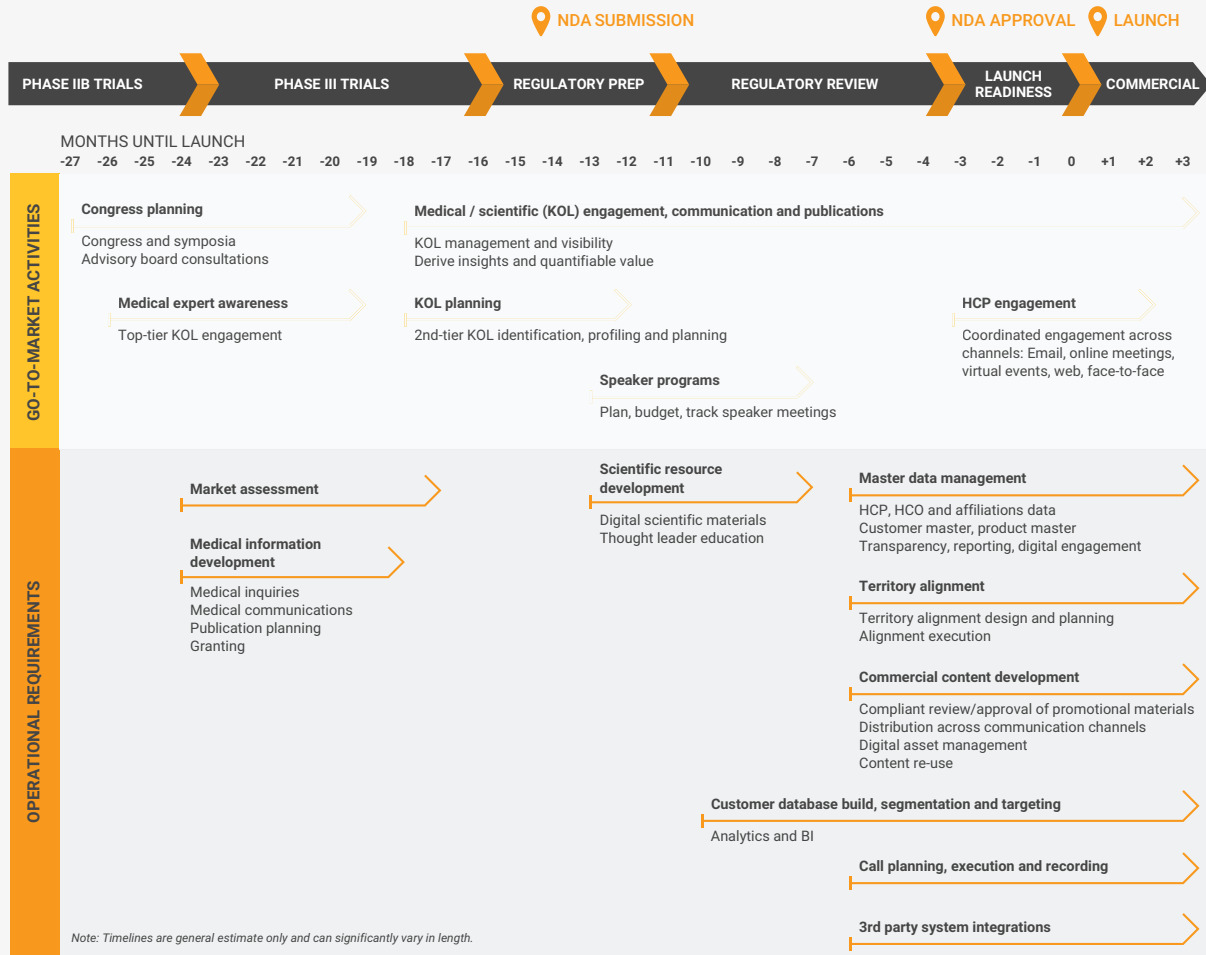 NDA SUBMISSION
NDA APPROVAL
LAUNCH
PHASE IIB TRIALS
PHASE III TRIALS
REGULATORY PREP
REGULATORY REVIEW
LAUNCH
READINESS
COMMERCIAL
MONTHS UNTIL LAUNCH
-27 -26 -25 -24 -23 -22 -21 -20 -19 -18 -17 -16 -15 -14 -13 -12 -11 -10 -9 -8 -7 -6 -5 -4 -3 -2 -1 0 +1 +2 +3
GO-TO-MARKET ACTIVITIES
Congress planning
Congress and symposia
Advisory board consultations
Medical / scientific (KOL) engagement, communication and publications
KOL management and visibility
Derive insights and quantifiable value
Medical expert awareness
Top-tier KOL engagement
KOL planning
2nd-tier KOL identification, profiling and planning
HCP engagement
Coordinated engagement across
channels: Email, online meetings,
virtual events, web, face-to-face
Speaker programs
Plan, budget, track speaker meetings
OPERATIONAL REQUIREMENTS
Market assessment
Medical information
development
Medical inquiries
Medical communications
Publication planning
Granting
Scientific resource
development
Digital scientific materials
Thought leader education
Master data management
HCP, HCO and affiliations data
Customer master, product master
Transparency, reporting, digital engagement
Territory alignment
Territory alignment design and planning
Alignment execution
Commercial content development
Compliant review/approval of promotional materials
Distribution across communication channels
Digital asset management
Content re-use
Customer database build, segmentation and targeting
Analytics and BI
Call planning, execution and recording
3rd party system integrations
Note: Timelines are general estimate only and can significantly vary in length.